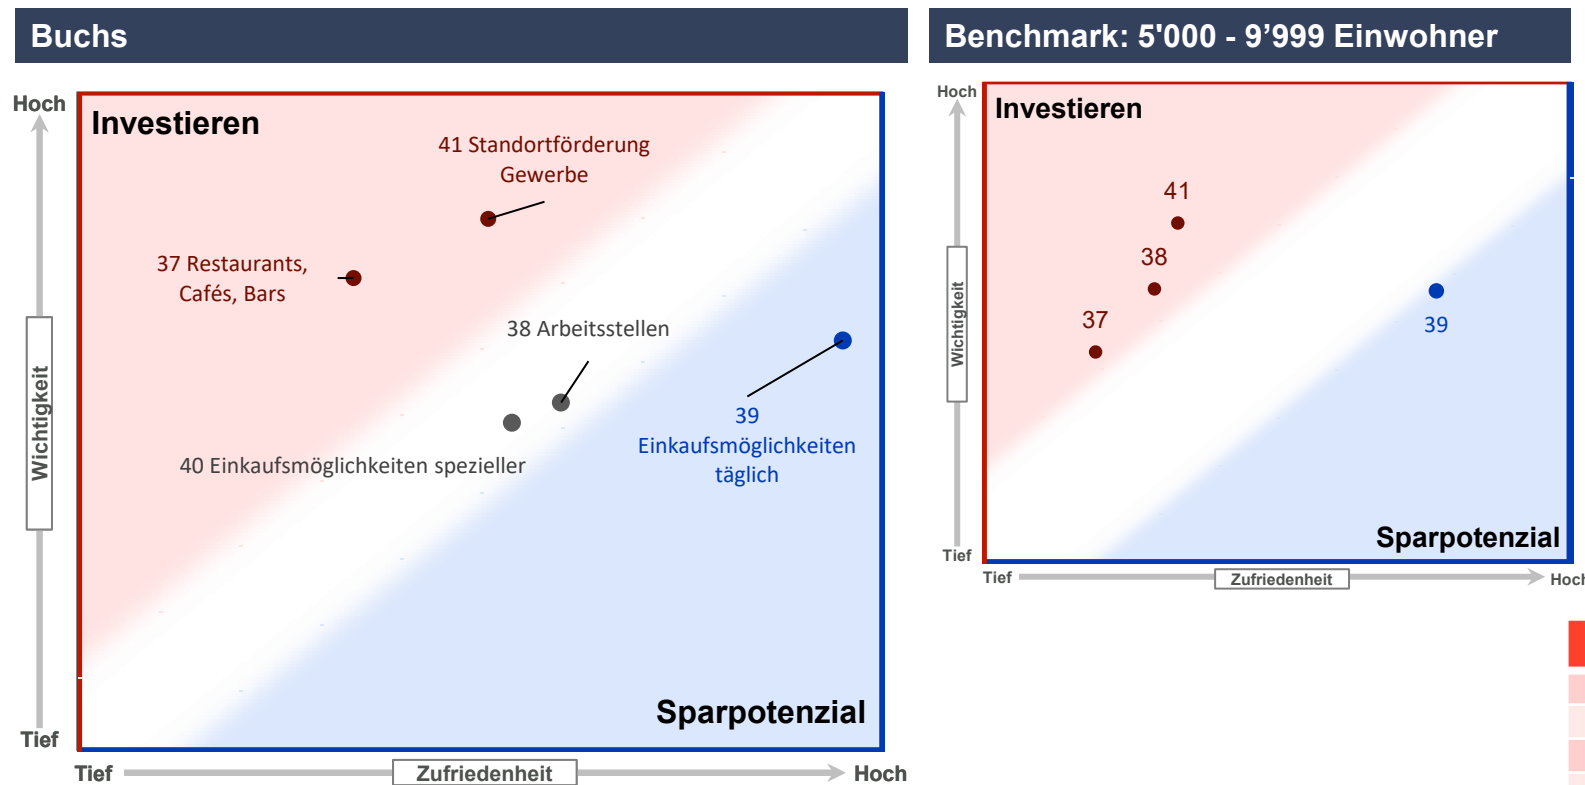 Buchs
Hoch
Investieren
41 Standortförderung
Gewerbe
37 Restaurants,
Cafés, Bars
38 Arbeitsstellen
39
Einkaufsmöglichkeiten
täglich
40 Einkaufsmöglichkeiten spezieller
Wichtigkeit
Sparpotenzial
Tief
Tief
Zufriedenheit
Hoch
Benchmark: 5'000 - 9’999 Einwohner
Hoch
Investieren
41
38
37
39
Wichtigkeit
Sparpotenzial
Tief
Tief
Zufriedenheit
Hoch